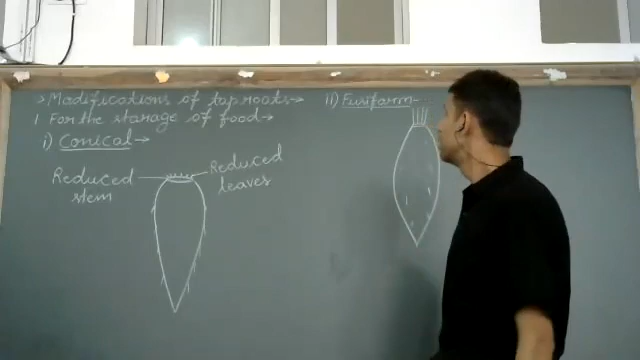 > Modifications of tap roots→
1 For the storage of food→
i) Conical→
Reduced stem
Reduced leaves
ii) Fusiform-